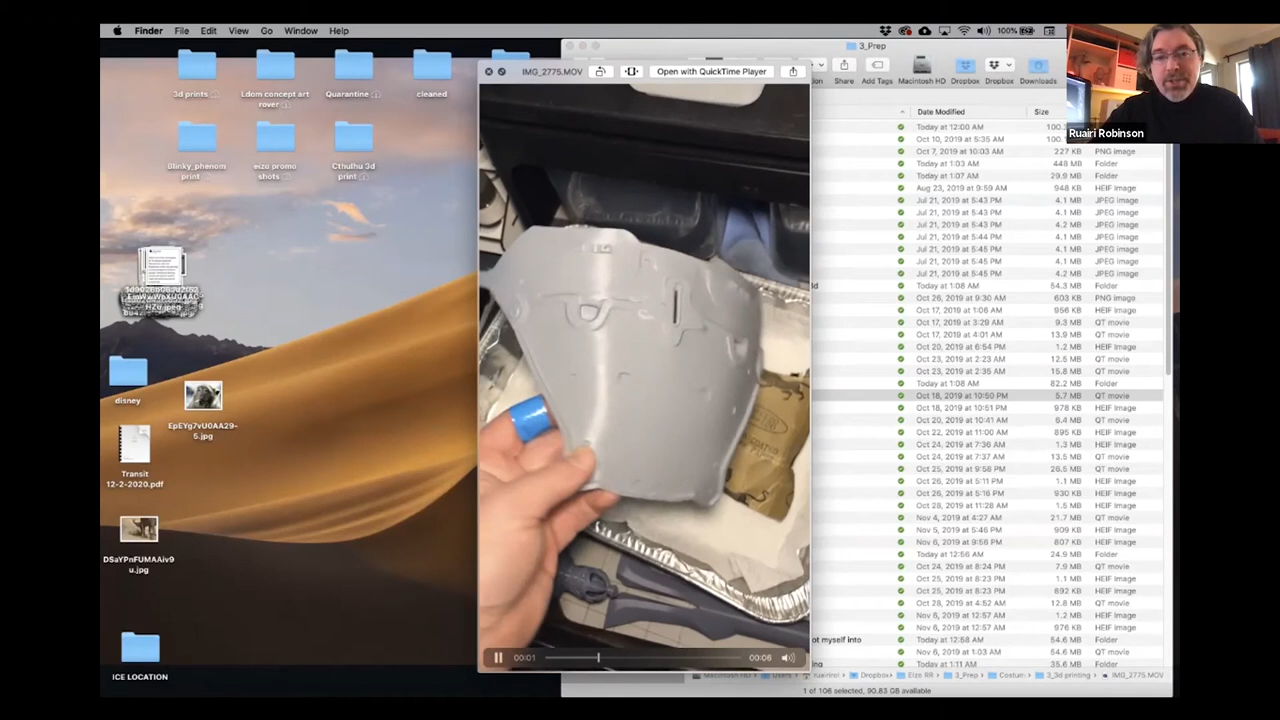 Finder File Edit View Go Window Help
100%
3_Prep
IMG_2775.MOV
Open with QuickTime Player
Share
Add Tags
Macintosh HD
Dropbox
Dropbox
Downloads
Ruairi Robinson
3d prints
Ldom concept art
rover
Quarantine
cleaned
Blinky_phenom
print
eizo promo
shots
Cthulhu 3d
print
disney
EpEYg7vU0AA29-
5.jpg
Transit
12-2-2020.pdf
DSaYPnFUMAAiv9
u.jpg
ICE LOCATION
Date Modified Size
Today at 12:00 AM
Oct 10, 2019 at 5:35 AM
Oct 7, 2019 at 10:03 AM 227 KB PNG image
Today at 1:03 AM 448 MB Folder
Today at 1:07 AM 29.9 MB Folder
Aug 23, 2019 at 9:59 AM 948 KB HEIF Image
Jul 21, 2019 at 5:43 PM 4.1 MB JPEG image
Jul 21, 2019 at 5:43 PM 4.1 MB JPEG image
Jul 21, 2019 at 5:43 PM 4.2 MB JPEG image
Jul 21, 2019 at 5:44 PM 4.1 MB JPEG image
Jul 21, 2019 at 5:45 PM 4.1 MB JPEG image
Jul 21, 2019 at 5:45 PM 4.1 MB JPEG image
Jul 21, 2019 at 5:45 PM 4.2 MB JPEG image
Today at 1:08 AM 54.3 MB Folder
Oct 26, 2019 at 9:30 AM 603 KB PNG image
Oct 17, 2019 at 1:06 AM 956 KB HEIF Image
Oct 17, 2019 at 3:29 AM 9.3 MB QT movie
Oct 17, 2019 at 4:01 AM 13.9 MB QT movie
Oct 20, 2019 at 6:54 PM 1.2 MB HEIF Image
Oct 23, 2019 at 2:23 AM 12.5 MB QT movie
Oct 23, 2019 at 2:35 AM 15.8 MB QT movie
Today at 1:08 AM 82.2 MB Folder
Oct 18, 2019 at 10:50 PM 5.7 MB QT movie
Oct 18, 2019 at 10:51 PM 978 KB HEIF Image
Oct 20, 2019 at 10:41 PM 6.4 MB QT movie
Oct 22, 2019 at 11:00 AM 895 KB HEIF Image
Oct 24, 2019 at 7:36 AM 1.3 MB HEIF Image
Oct 24, 2019 at 7:37 AM 13.5 MB QT movie
Oct 25, 2019 at 9:58 PM 26.5 MB QT movie
Oct 26, 2019 at 5:11 PM 1.1 MB HEIF Image
Oct 26, 2019 at 5:16 PM 930 KB HEIF Image
Oct 28, 2019 at 11:28 AM 1.5 MB HEIF Image
Nov 4, 2019 at 4:27 AM 21.7 MB QT movie
Nov 5, 2019 at 5:46 PM 909 KB HEIF Image
Nov 6, 2019 at 9:56 PM 807 KB HEIF Image
Today at 12:56 AM 24.9 MB Folder
Oct 24, 2019 at 8:24 PM 7.9 MB QT movie
Oct 25, 2019 at 8:23 PM 1.1 MB HEIF Image
Oct 25, 2019 at 8:23 PM 892 KB HEIF Image
Oct 28, 2019 at 4:52 AM 12.8 MB QT movie
Nov 6, 2019 at 12:57 AM 1.2 MB HEIF Image
Nov 6, 2019 at 12:57 AM 976 KB HEIF Image
ot myself into Today at 12:58 AM 54.6 MB Folder
Nov 6, 2019 at 1:03 AM 54.6 MB QT movie
Today at 1:11 AM Folder
00:01 00:06
Macintosh HD Users Dropbox Eizo RR 3_Prep 3_3d printing IMG_2775.MOV
1 of 106 selected, 90.83 GB available